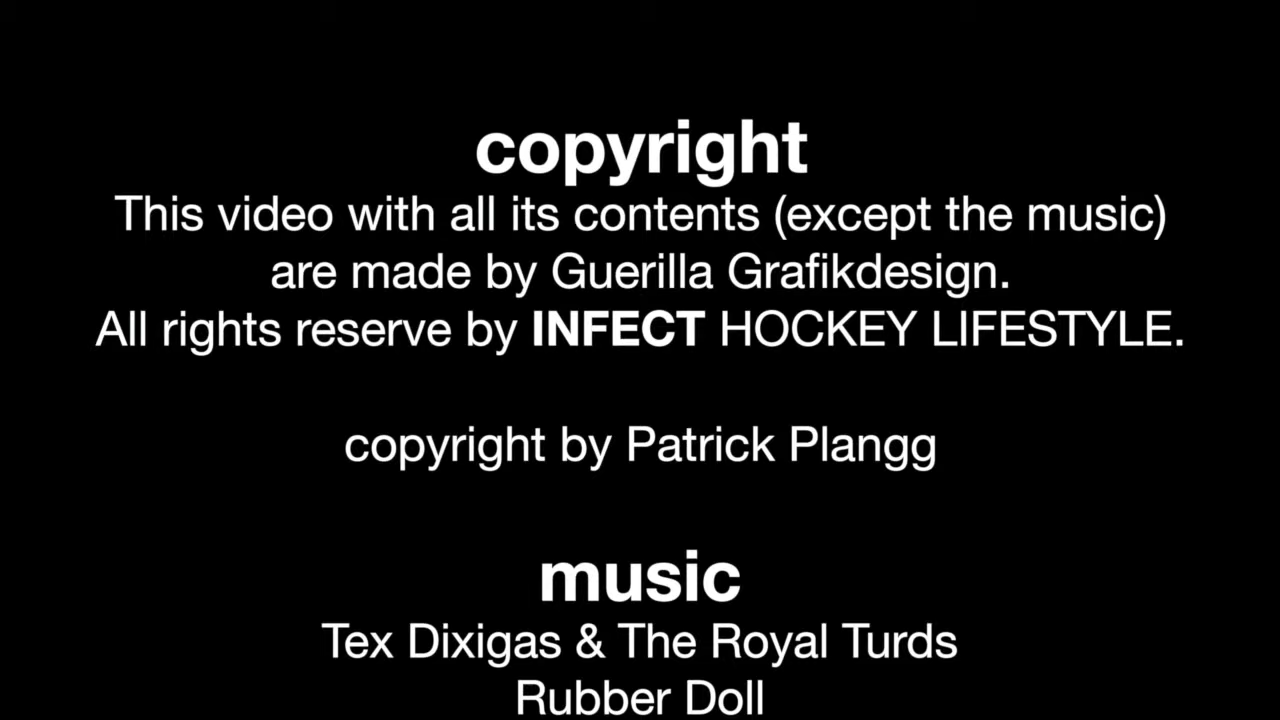 copyright
This video with all its contents (except the music)
are made by Guerilla Grafikdesign.
All rights reserve by INFECT HOCKEY LIFESTYLE.
copyright by Patrick Plangg
music
Tex Dixigas & The Royal Turds
Rubber Doll